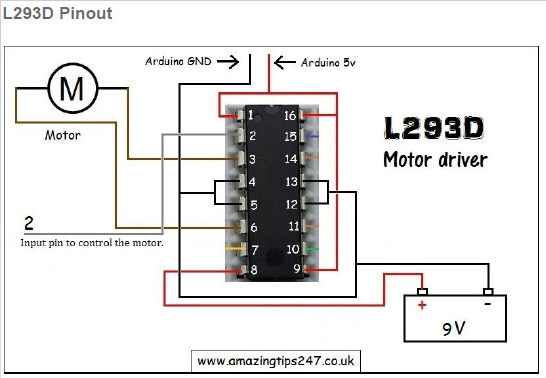 L293D Pinout
Arduino GND
Arduino 5v
M
Motor
1 16
2 15
3 14
4 13
5 12
6 11
7 10
8 9
L293D
Motor driver
2
Input pin to control the motor.
+ -
9V
www.amazingtips247.co.uk